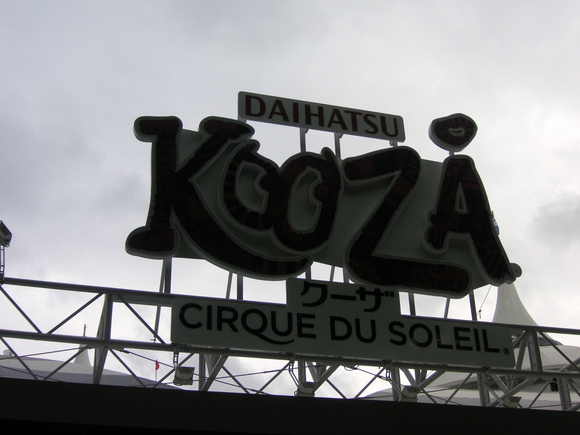 DAIHATSU
KOOZA
クーザ
CIRQUE DU SOLEIL.